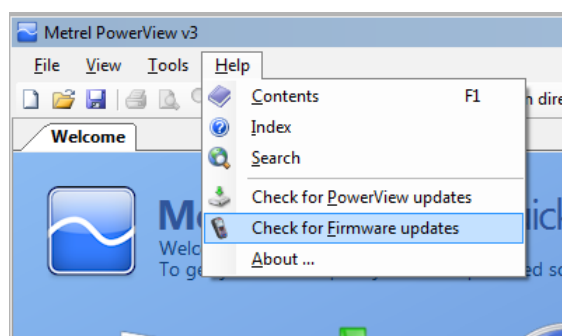 Metrel PowerView v3
File View Tools Help
Contents F1
Index
Search
Check for PowerView updates
Check for Firmware updates
About ...
Welcome
To